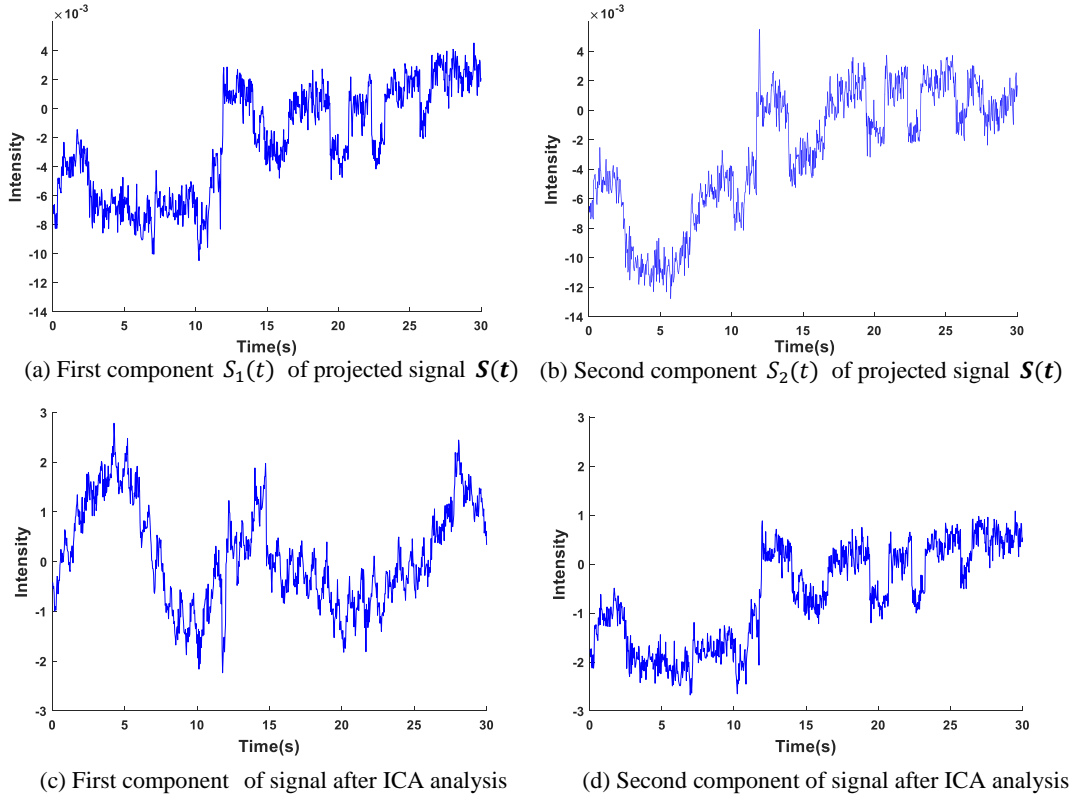 ×10⁻³
4
2
0
-2
-4
-6
-8
-10
-12
-14
Intensity
0 5 10 15 20 25 30
Time(s)
(a) First component S₁(t) of projected signal S(t)
×10⁻³
4
2
0
-2
-4
-6
-8
-10
-12
-14
Intensity
0 5 10 15 20 25 30
Time(s)
(b) Second component S₂(t) of projected signal S(t)
3
2
1
0
-1
-2
-3
Intensity
0 5 10 15 20 25 30
Time(s)
(c) First component of signal after ICA analysis
3
2
1
0
-1
-2
-3
Intensity
0 5 10 15 20 25 30
Time(s)
(d) Second component of signal after ICA analysis